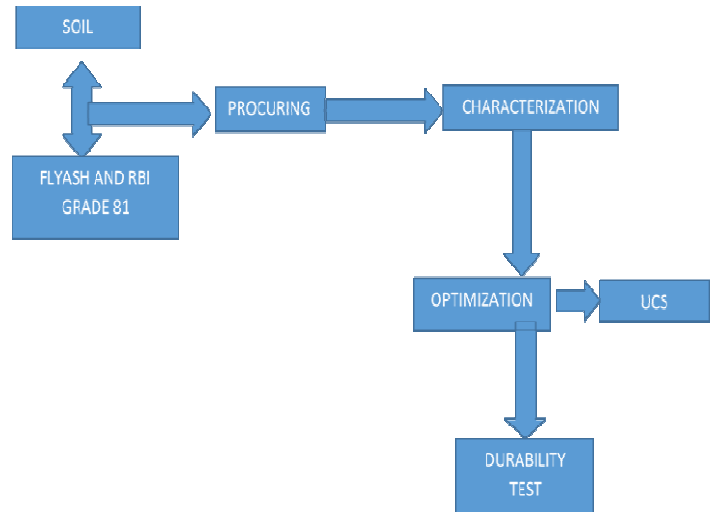 SOIL
PROCURING
CHARACTERIZATION
FLYASH AND RBI
GRADE 81
OPTIMIZATION
UCS
DURABILITY
TEST